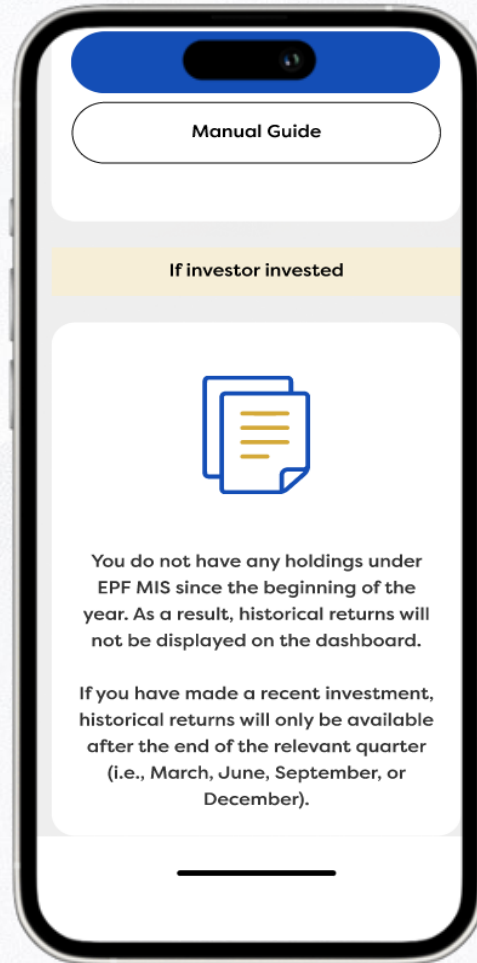 Manual Guide
If investor invested
You do not have any holdings under
EPF MIS since the beginning of the
year. As a result, historical returns will
not be displayed on the dashboard.
If you have made a recent investment,
historical returns will only be available
after the end of the relevant quarter
(i.e., March, June, September, or
December).